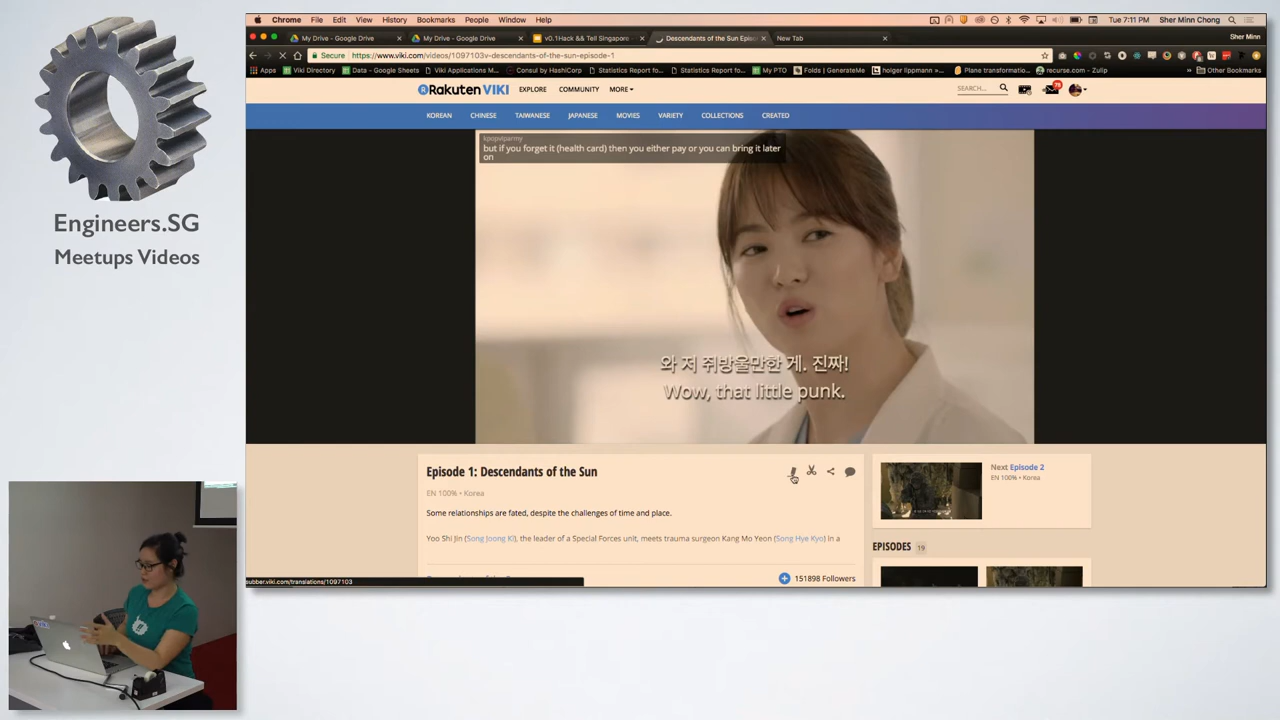 Engineers.SG
Meetups Videos
Chrome File Edit View History Bookmarks People Window Help
Tue 7:11 PM Sher Minn Chong
My Drive - Google Drive
My Drive - Google Drive
v0.1Hack && Tell Singapore
Descendants of the Sun Epis
New Tab
Sher Minn
Secure https://www.viki.com/videos/1097103v-descendants-of-the-sun-episode-1
Apps Viki Directory Data - Google Sheets Viki Applications M... Consul by HashiCorp Statistics Report fo... Statistics Report fo... My PTO Folds | GenerateMe holger lippmann »... Plane transformatio... recurse.com - Zulip » Other Bookmarks
Rakuten VIKI EXPLORE COMMUNITY MORE SEARCH...
KOREAN CHINESE TAIWANESE JAPANESE MOVIES VARIETY COLLECTIONS CREATED
kpopviparmy
but if you forget it (health card) then you either pay or you can bring it later
on
와 저 쥐방울만한 게. 진짜!
Wow, that little punk.
Episode 1: Descendants of the Sun
EN 100% • Korea
Some relationships are fated, despite the challenges of time and place.
Yoo Shi Jin (Song Joong Ki), the leader of a Special Forces unit, meets trauma surgeon Kang Mo Yeon (Song Hye Kyo) in a
151898 Followers
Next Episode 2
EN 100% • Korea
EPISODES 19
subber.viki.com/translations/1097103